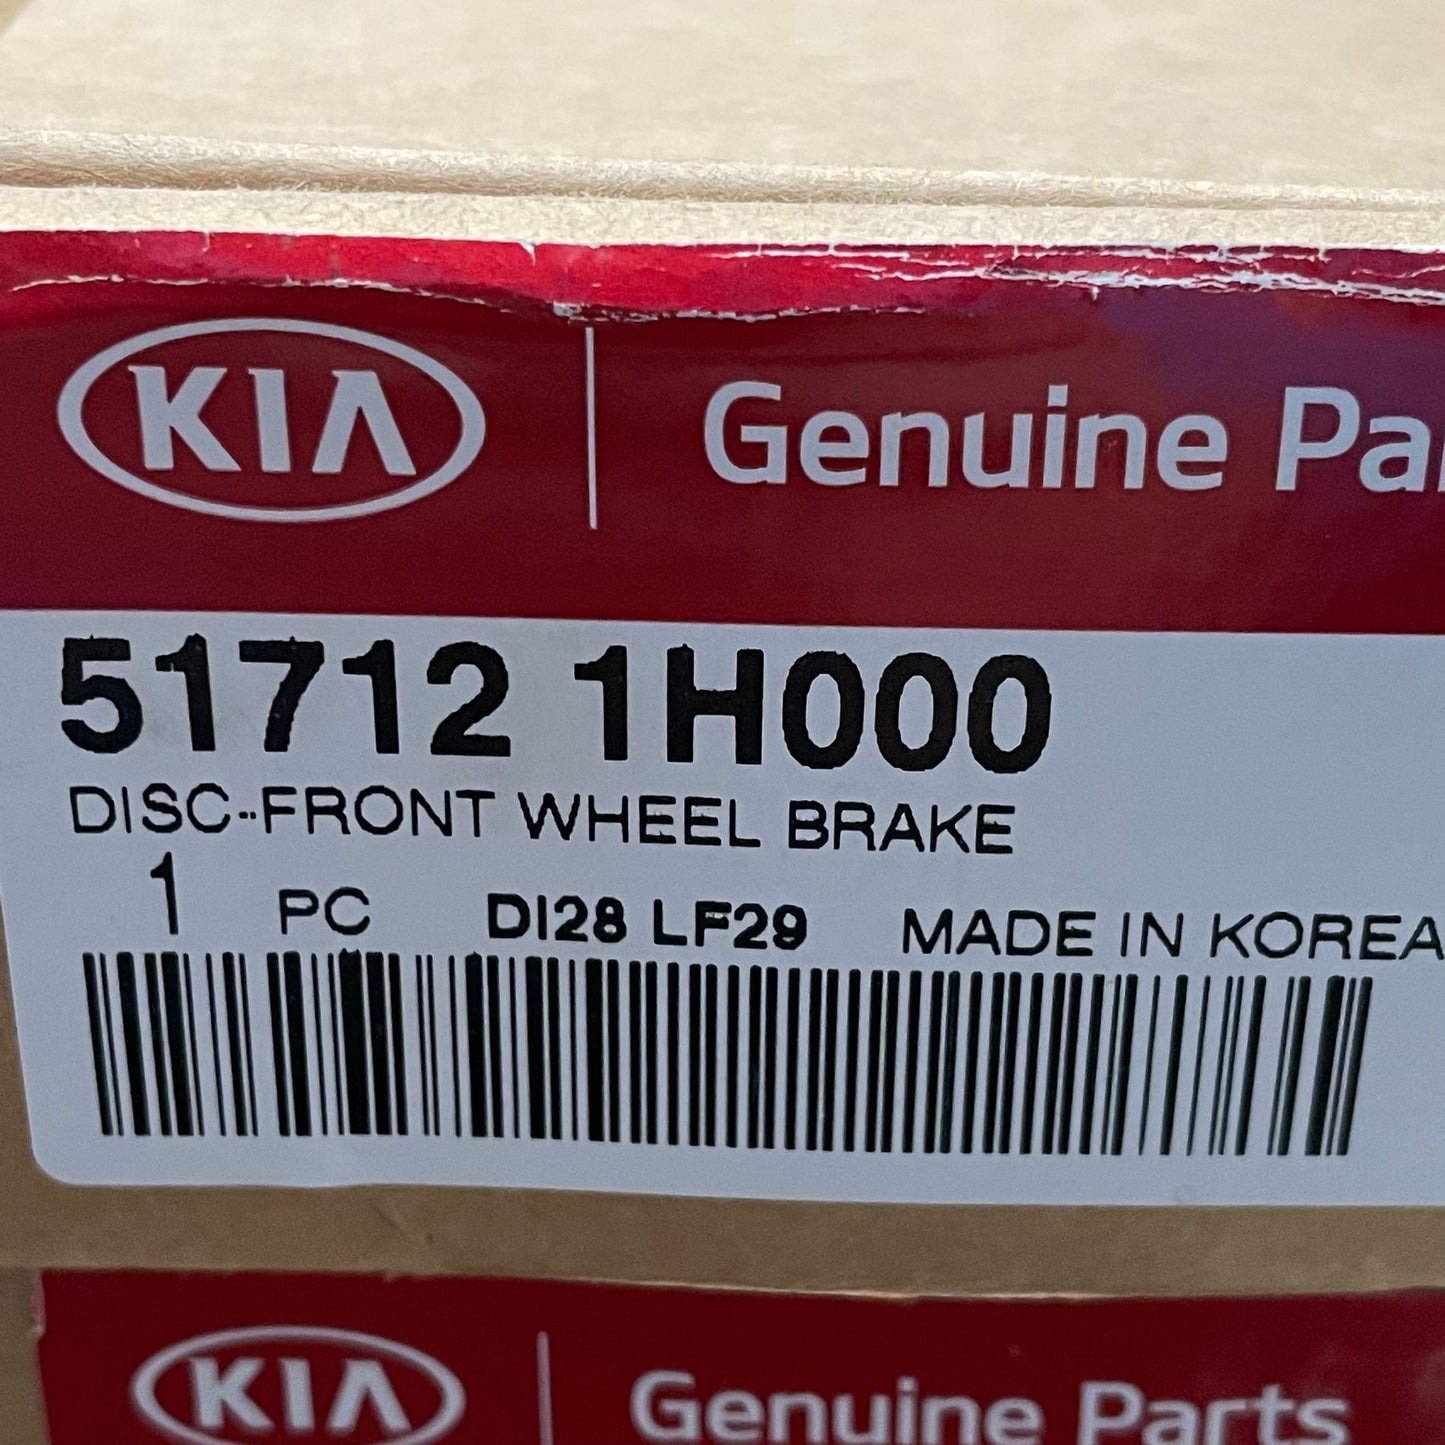 KIA Genuine Pa
51712 1H000
DISC-FRONT WHEEL BRAKE
1 PC DI28 LF29 MADE IN KOREA
KIA Genuine Parts